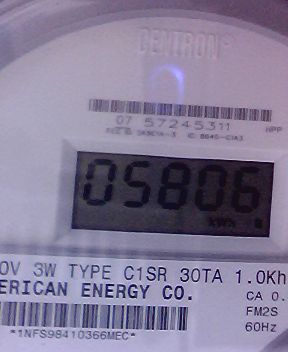 CENTRON
07 57245311
HPP
05806
kWh
0V 3W TYPE C1SR 30TA 1.0Kh
ERICAN ENERGY CO.
CA 0.
FM2S
*1NFS98410366MEC*
60Hz